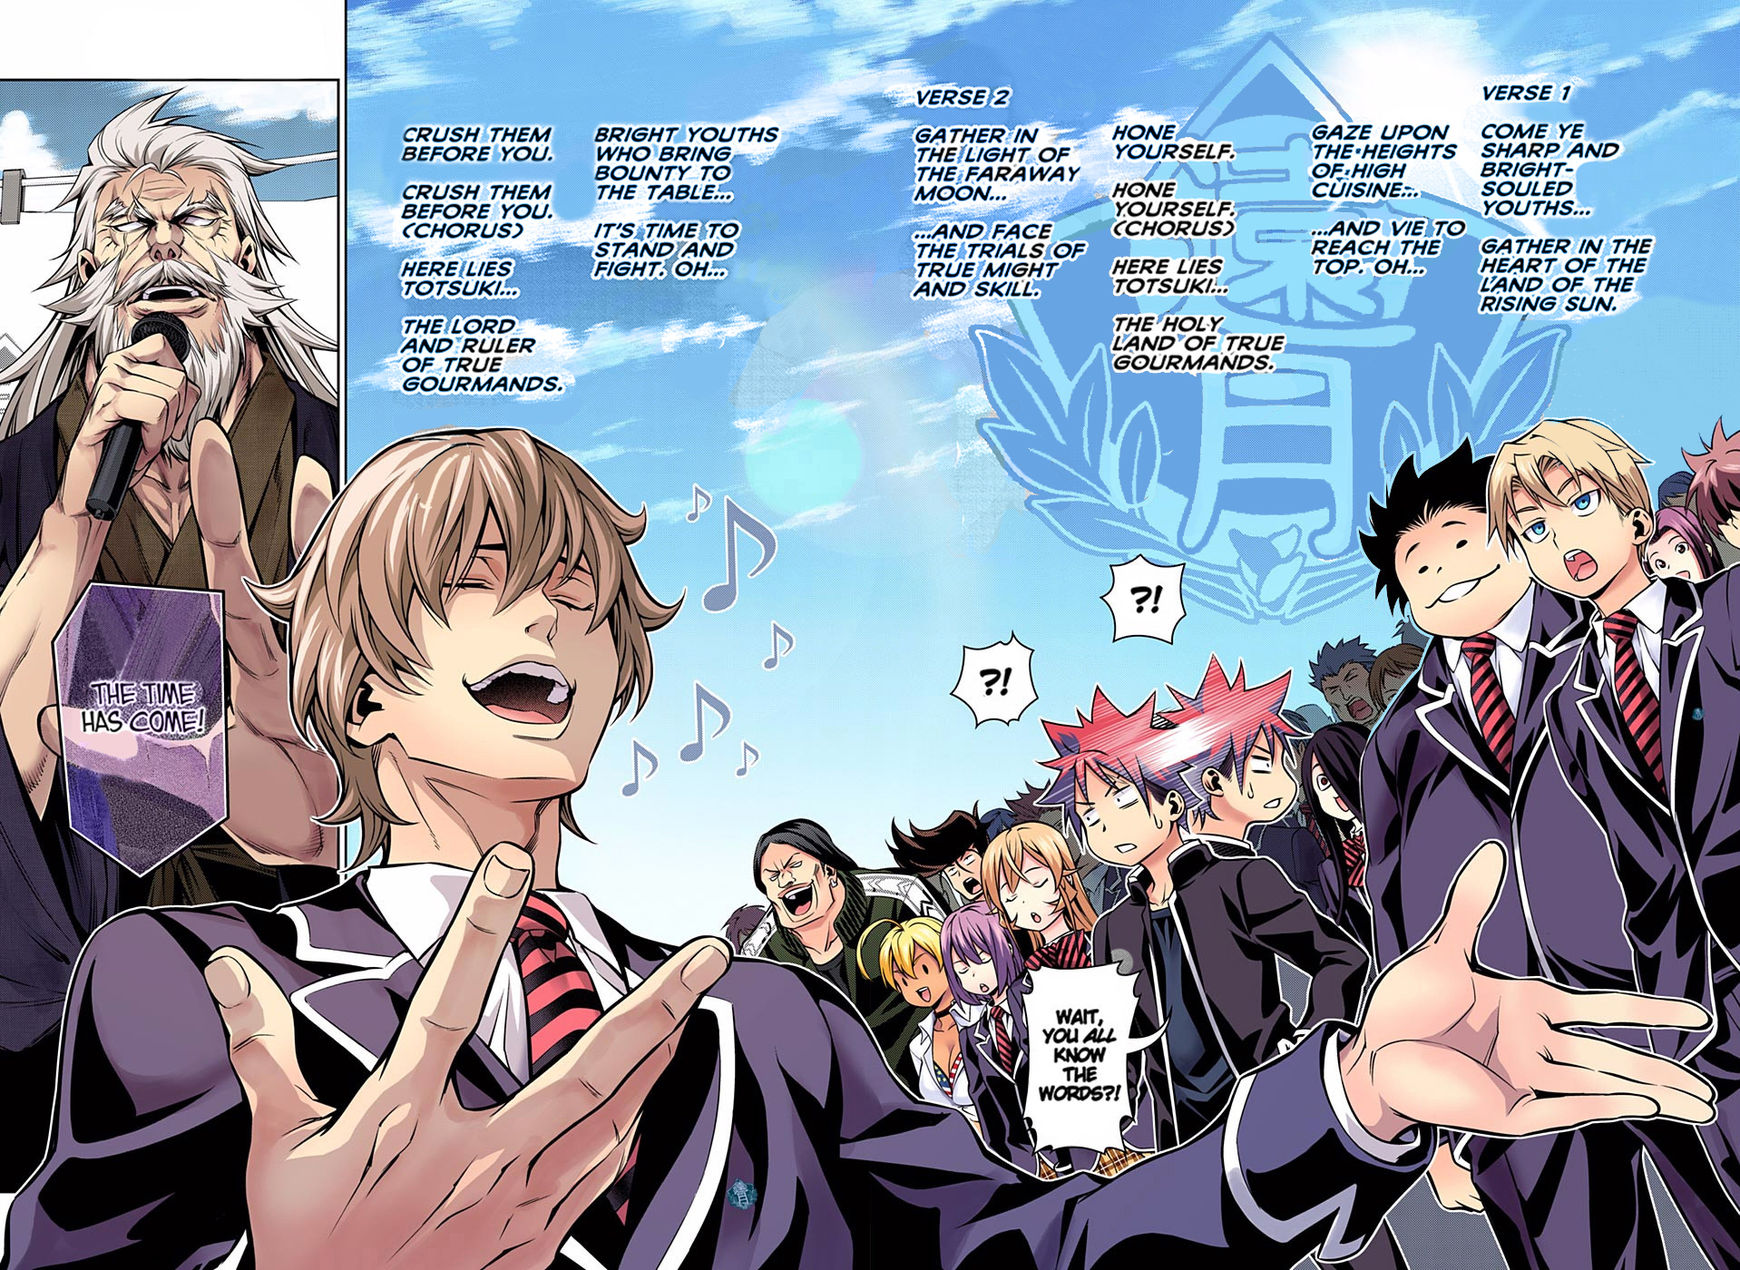 VERSE 1
COME YE
SHARP AND
BRIGHT-
SOULED
YOUTHS...
GATHER IN THE
HEART OF THE
LAND OF THE
RISING SUN.
GAZE UPON
THE HEIGHTS
OF HIGH
CUISINE...
...AND VIE TO
REACH THE
TOP. OH...
HONE
YOURSELF.
HONE
YOURSELF.
(CHORUS)
HERE LIES
TOTSUKI...
THE HOLY
LAND OF TRUE
GOURMANDS.
VERSE 2
GATHER IN
THE LIGHT OF
THE FARAWAY
MOON...
...AND FACE
THE TRIALS OF
TRUE MIGHT
AND SKILL.
BRIGHT YOUTHS
WHO BRING
BOUNTY TO
THE TABLE...
IT'S TIME TO
STAND AND
FIGHT. OH...
CRUSH THEM
BEFORE YOU.
CRUSH THEM
BEFORE YOU.
(CHORUS)
HERE LIES
TOTSUKI...
THE LORD
AND RULER
OF TRUE
GOURMANDS.
遠月
?!
?!
WAIT,
YOU ALL
KNOW
THE
WORDS?!
THE TIME
HAS COME!